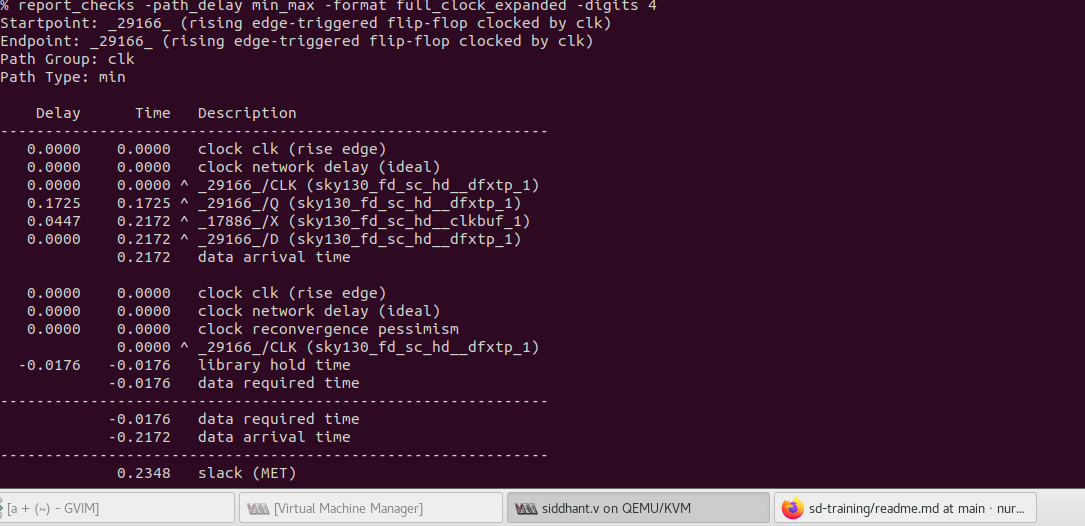 % report_checks -path_delay min_max -format full_clock_expanded -digits 4
Startpoint: _29166_ (rising edge-triggered flip-flop clocked by clk)
Endpoint: _29166_ (rising edge-triggered flip-flop clocked by clk)
Path Group: clk
Path Type: min
Delay Time Description
-------------------------------------------------------------
0.0000 0.0000 clock clk (rise edge)
0.0000 0.0000 clock network delay (ideal)
0.0000 0.0000 ^ _29166_/CLK (sky130_fd_sc_hd__dfxtp_1)
0.1725 0.1725 ^ _29166_/Q (sky130_fd_sc_hd__dfxtp_1)
0.0447 0.2172 ^ _17886_/X (sky130_fd_sc_hd__clkbuf_1)
0.0000 0.2172 ^ _29166_/D (sky130_fd_sc_hd__dfxtp_1)
0.2172 data arrival time
0.0000 0.0000 clock clk (rise edge)
0.0000 0.0000 clock network delay (ideal)
0.0000 0.0000 clock reconvergence pessimism
0.0000 ^ _29166_/CLK (sky130_fd_sc_hd__dfxtp_1)
-0.0176 -0.0176 library hold time
-0.0176 data required time
-------------------------------------------------------------
-0.0176 data required time
-0.2172 data arrival time
-------------------------------------------------------------
0.2348 slack (MET)
[a + (~) - GVIM] [Virtual Machine Manager] siddhant.v on QEMU/KVM sd-training/readme.md at main · nur...